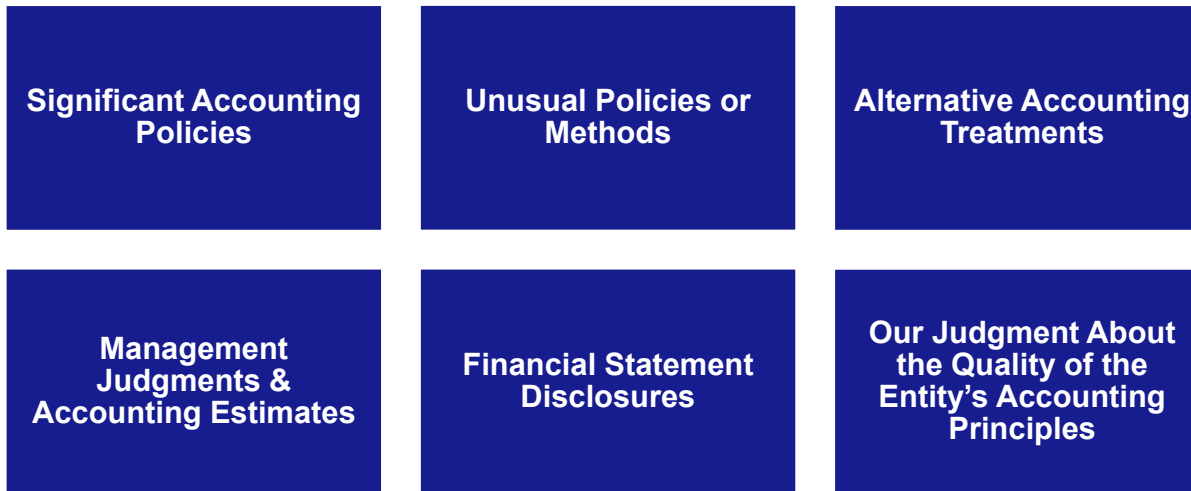 Significant Accounting
Policies
Unusual Policies or
Methods
Alternative Accounting
Treatments
Management
Judgments &
Accounting Estimates
Financial Statement
Disclosures
Our Judgment About
the Quality of the
Entity’s Accounting
Principles